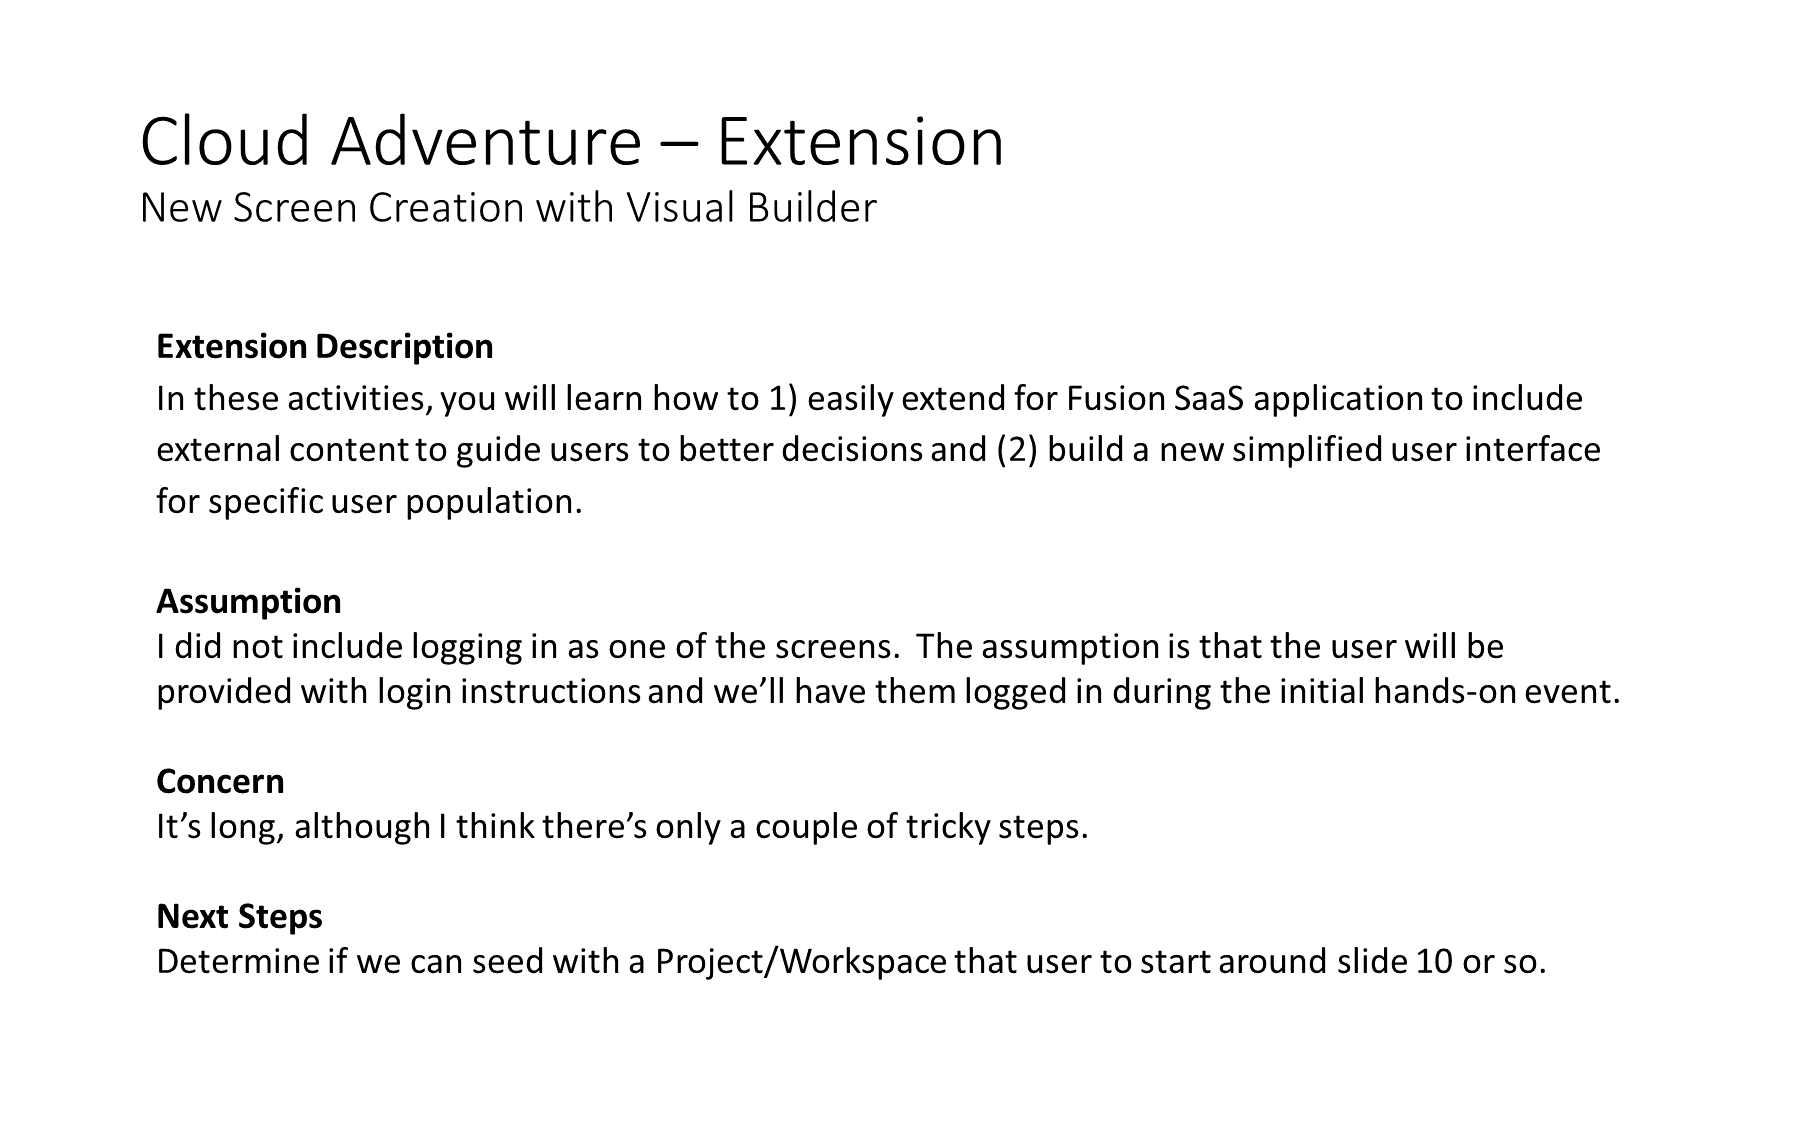 Cloud Adventure – Extension
New Screen Creation with Visual Builder
Extension Description
In these activities, you will learn how to 1) easily extend for Fusion SaaS application to include
external content to guide users to better decisions and (2) build a new simplified user interface
for specific user population.
Assumption
I did not include logging in as one of the screens.  The assumption is that the user will be
provided with login instructions and we’ll have them logged in during the initial hands-on event.
Concern
It’s long, although I think there’s only a couple of tricky steps.
Next Steps
Determine if we can seed with a Project/Workspace that user to start around slide 10 or so.